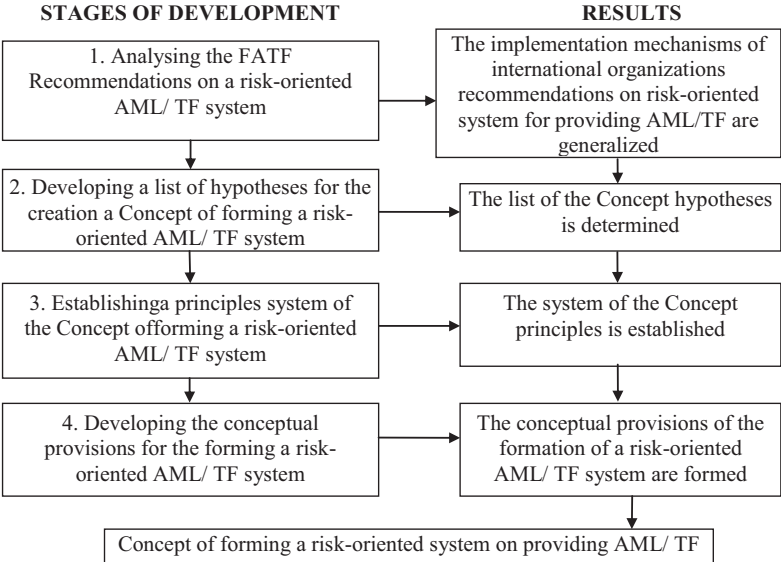 STAGES OF DEVELOPMENT
RESULTS
1. Analysing the FATF
Recommendations on a risk-oriented
AML/ TF system
The implementation mechanisms of
international organizations
recommendations on risk-oriented
system for providing AML/TF are
generalized
2. Developing a list of hypotheses for the
creation a Concept of forming a risk-
oriented AML/ TF system
The list of the Concept hypotheses
is determined
3. Establishinga principles system of
the Concept offorming a risk-oriented
AML/ TF system
The system of the Concept
principles is established
4. Developing the conceptual
provisions for the forming a risk-
oriented AML/ TF system
The conceptual provisions of the
formation of a risk-oriented
AML/ TF system are formed
Concept of forming a risk-oriented system on providing AML/ TF